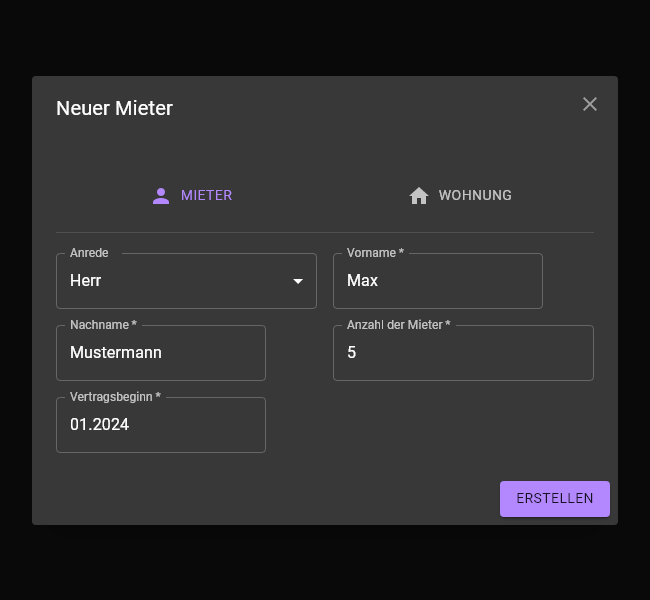 Neuer Mieter
MIETER
WOHNUNG
Anrede
Herr
Vorname *
Max
Nachname *
Mustermann
Anzahl der Mieter *
5
Vertragsbeginn *
01.2024
ERSTELLEN